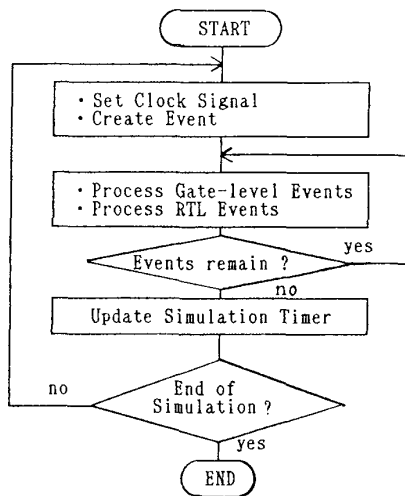 START
· Set Clock Signal
· Create Event
· Process Gate-level Events
· Process RTL Events
Events remain ?
yes
no
Update Simulation Timer
no
End of
Simulation ?
yes
END